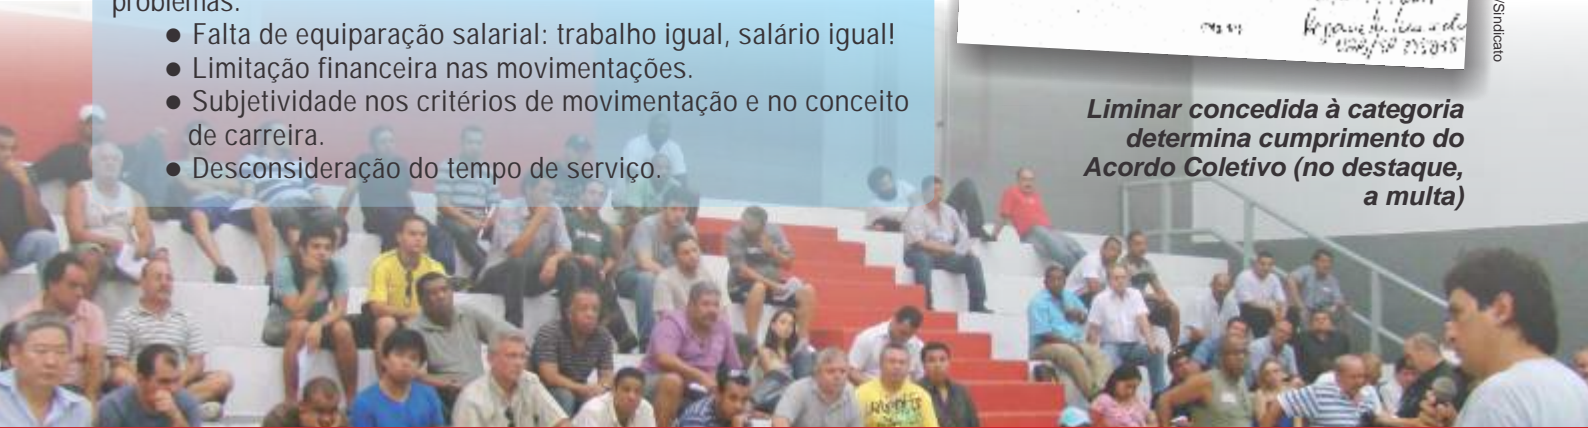 problemas:
● Falta de equiparação salarial: trabalho igual, salário igual!
● Limitação financeira nas movimentações.
● Subjetividade nos critérios de movimentação e no conceito
de carreira.
● Desconsideração do tempo de serviço.
/Sindicato
Liminar concedida à categoria
determina cumprimento do
Acordo Coletivo (no destaque,
a multa)